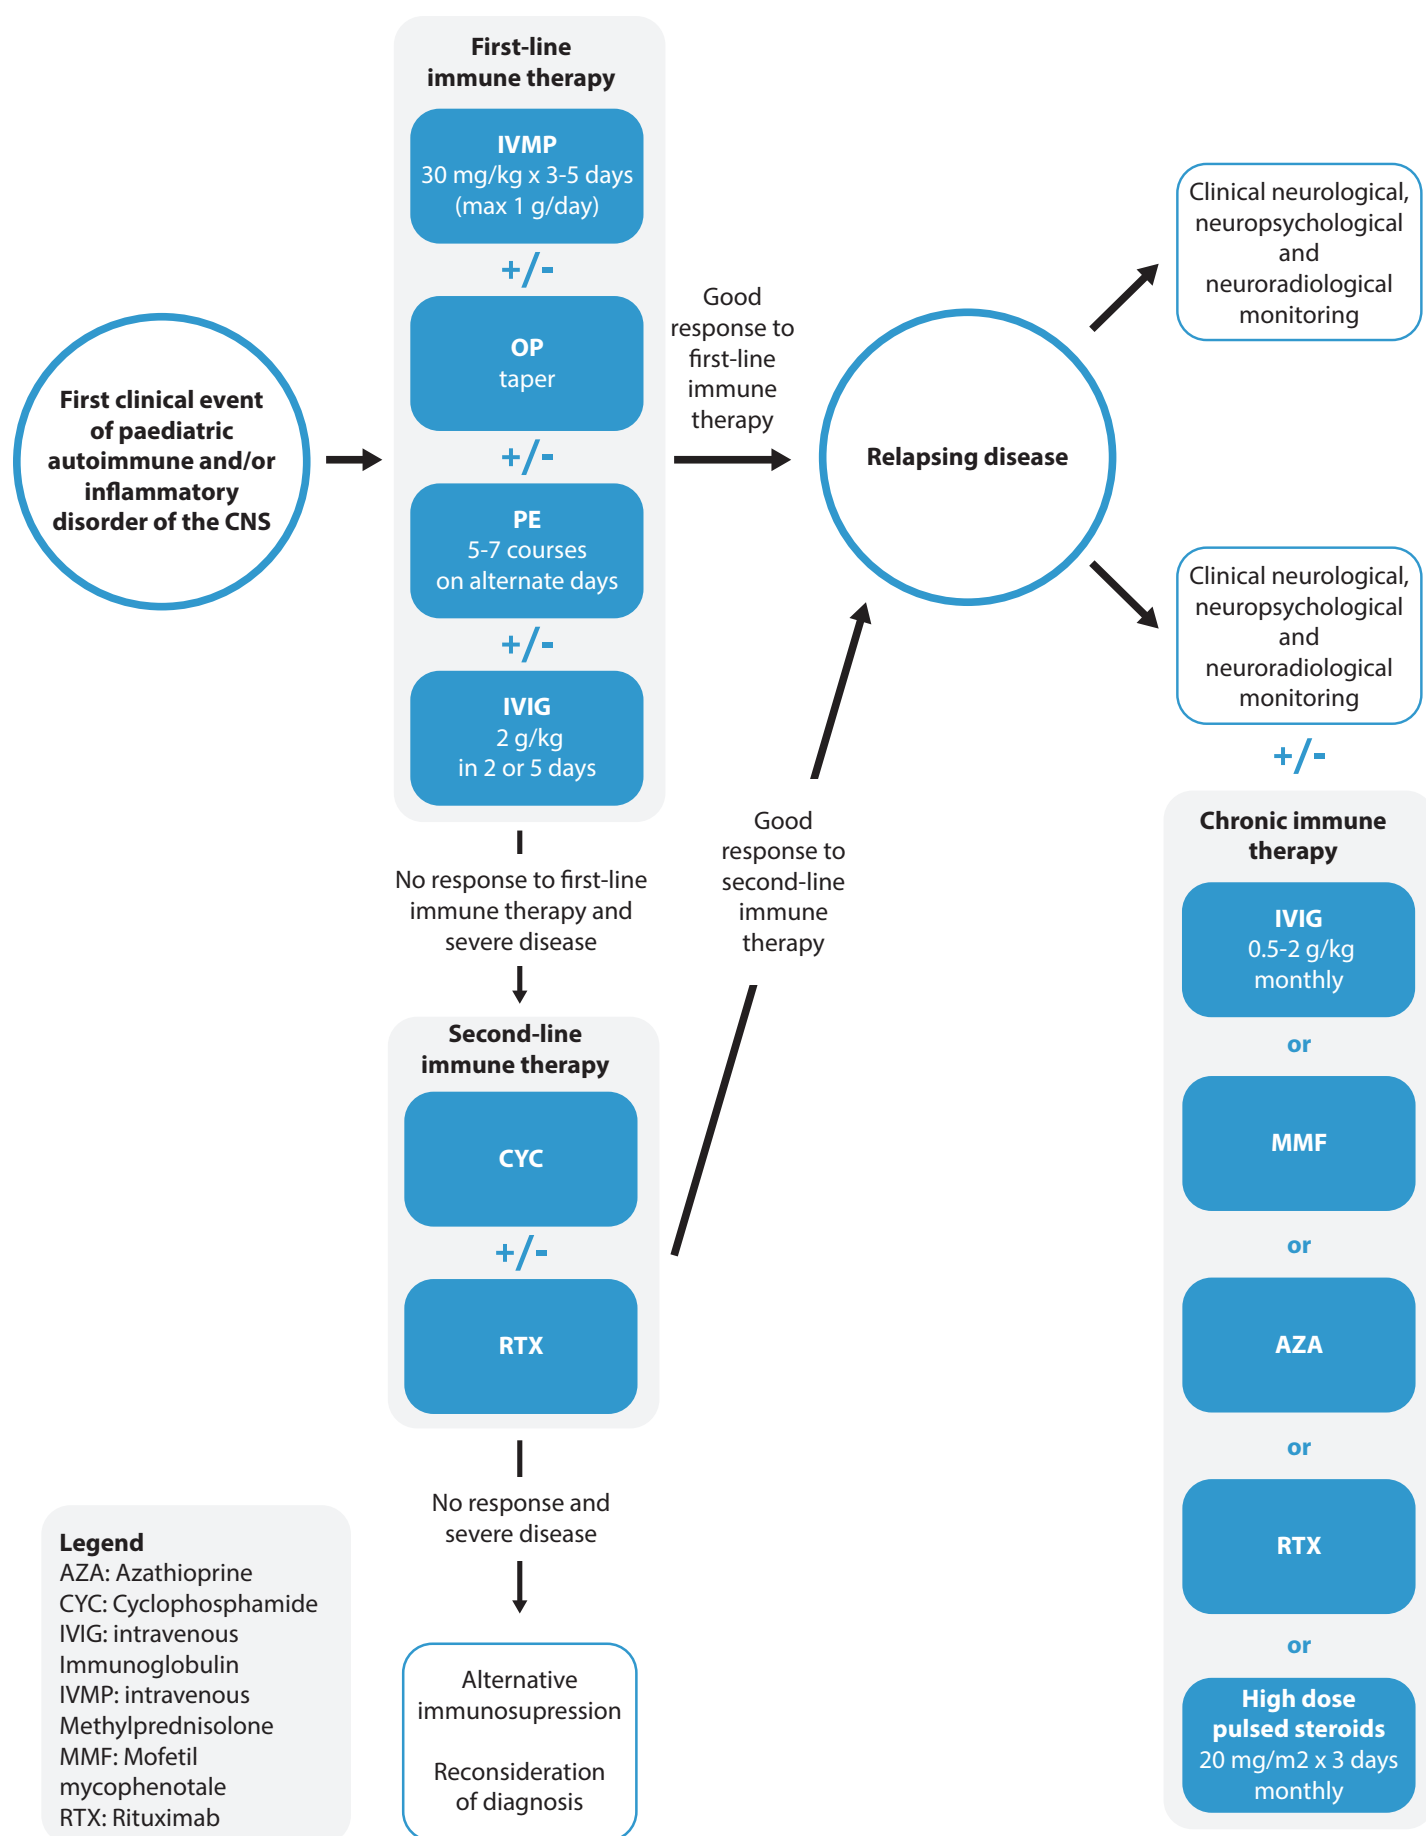 First clinical event
of paediatric
autoimmune and/or
inflammatory
disorder of the CNS
First-line
immune therapy
IVMP
30 mg/kg x 3-5 days
(max 1 g/day)
+/-
OP
taper
+/-
PE
5-7 courses
on alternate days
+/-
IVIG
2 g/kg
in 2 or 5 days
Good
response to
first-line
immune
therapy
Relapsing disease
Clinical neurological,
neuropsychological
and
neuroradiological
monitoring
Clinical neurological,
neuropsychological
and
neuroradiological
monitoring
+/-
Chronic immune
therapy
IVIG
0.5-2 g/kg
monthly
or
MMF
or
AZA
or
RTX
or
High dose
pulsed steroids
20 mg/m2 x 3 days
monthly
No response to first-line
immune therapy and
severe disease
Second-line
immune therapy
CYC
+/-
RTX
Good
response to
second-line
immune
therapy
No response and
severe disease
Alternative
immunosupression
Reconsideration
of diagnosis
Legend
AZA: Azathioprine
CYC: Cyclophosphamide
IVIG: intravenous
Immunoglobulin
IVMP: intravenous
Methylprednisolone
MMF: Mofetil
mycophenotale
RTX: Rituximab